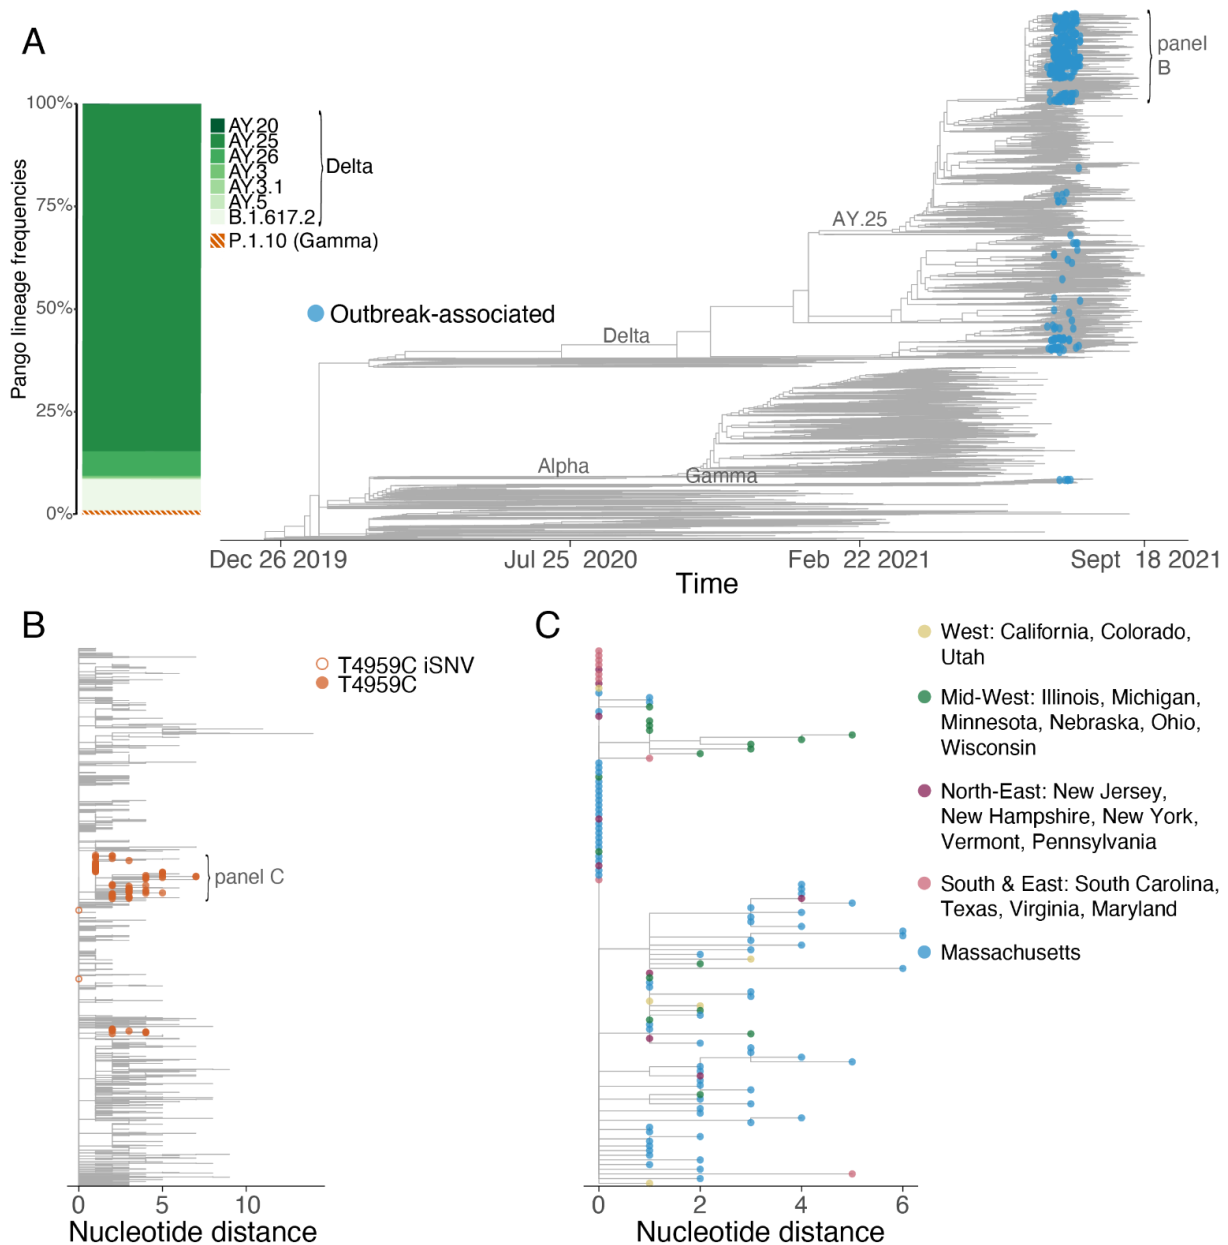 A
Pango lineage frequencies
100%
75%
50%
25%
0%
AY.20
AY.25
AY.26
AY.3
AY.3.1
AY.5
B.1.617.2
Delta
P.1.10 (Gamma)
Outbreak-associated
panel
B
AY.25
Delta
Alpha
Gamma
Dec 26 2019
Jul 25 2020
Feb 22 2021
Sept 18 2021
Time
B
T4959C iSNV
T4959C
panel C
0
5
10
Nucleotide distance
C
0
2
4
6
Nucleotide distance
West: California, Colorado,
Utah
Mid-West: Illinois, Michigan,
Minnesota, Nebraska, Ohio,
Wisconsin
North-East: New Jersey,
New Hampshire, New York,
Vermont, Pennsylvania
South & East: South Carolina,
Texas, Virginia, Maryland
Massachusetts